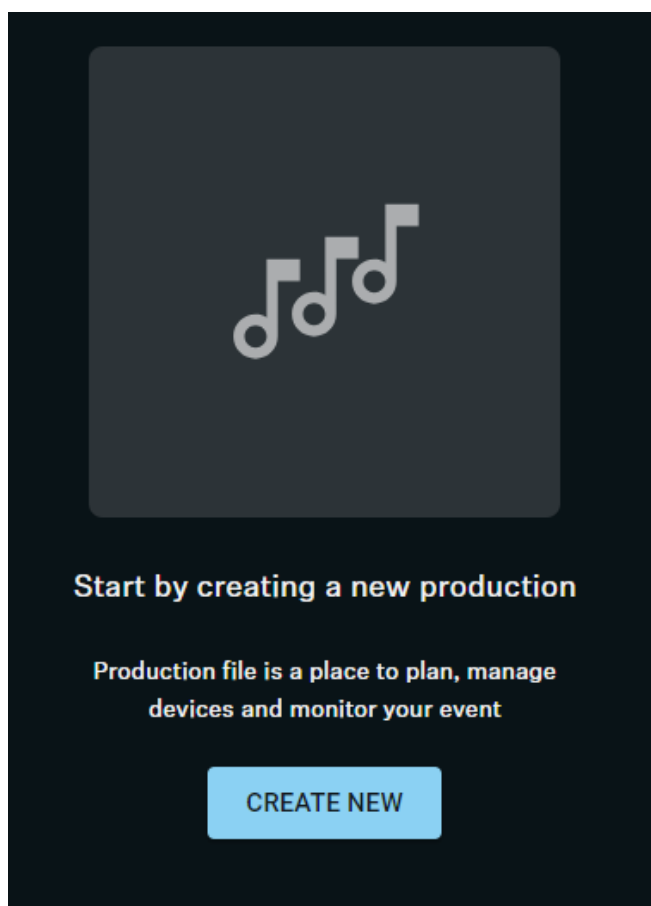 Start by creating a new production
Production file is a place to plan, manage
devices and monitor your event
CREATE NEW